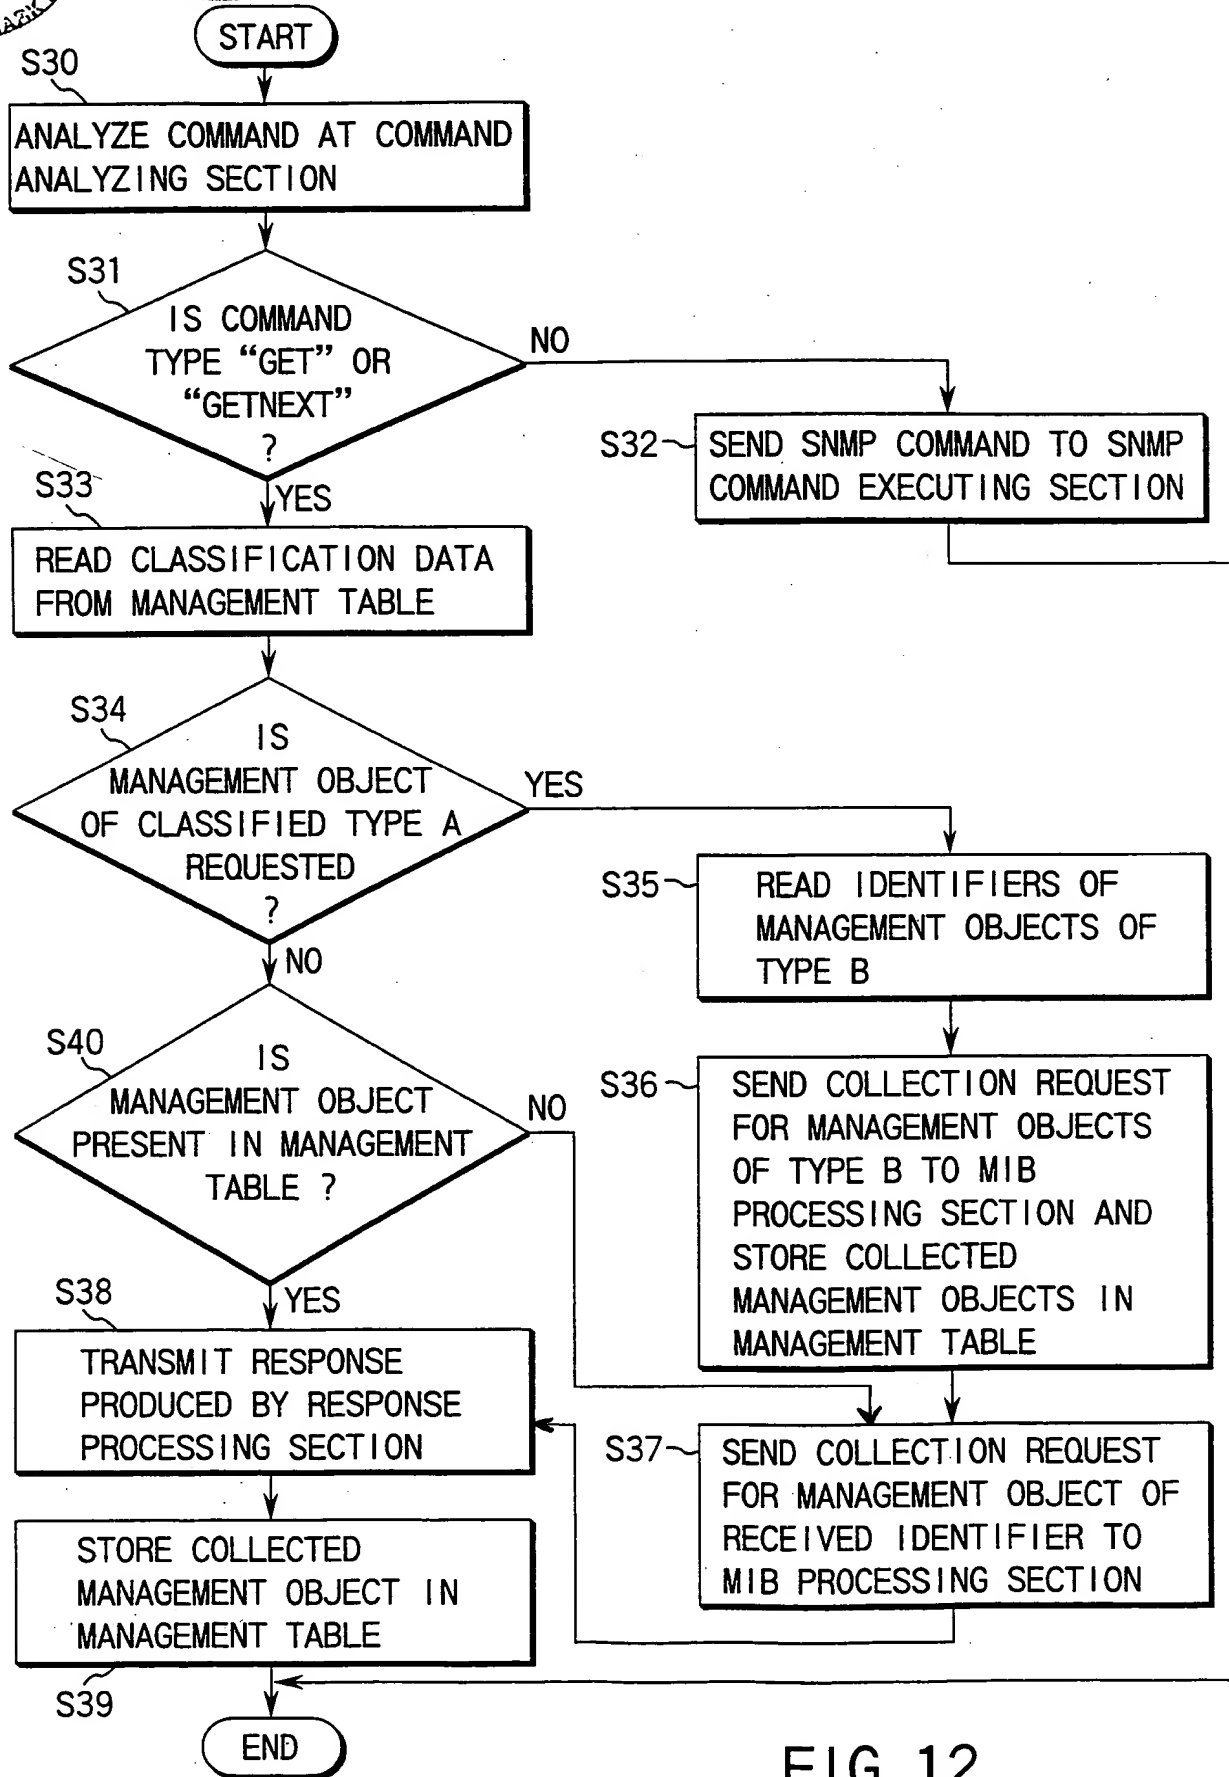 START
S30
ANALYZE COMMAND AT COMMAND
ANALYZING SECTION
S31
IS COMMAND
TYPE “GET” OR
“GETNEXT”
?
NO
YES
S32
SEND SNMP COMMAND TO SNMP
COMMAND EXECUTING SECTION
S33
READ CLASSIFICATION DATA
FROM MANAGEMENT TABLE
S34
IS
MANAGEMENT OBJECT
OF CLASSIFIED TYPE A
REQUESTED
?
YES
NO
S35
READ IDENTIFIERS OF
MANAGEMENT OBJECTS OF
TYPE B
S40
IS
MANAGEMENT OBJECT
PRESENT IN MANAGEMENT
TABLE ?
NO
YES
S36
SEND COLLECTION REQUEST
FOR MANAGEMENT OBJECTS
OF TYPE B TO MIB
PROCESSING SECTION AND
STORE COLLECTED
MANAGEMENT OBJECTS IN
MANAGEMENT TABLE
S38
TRANSMIT RESPONSE
PRODUCED BY RESPONSE
PROCESSING SECTION
S37
SEND COLLECTION REQUEST
FOR MANAGEMENT OBJECT OF
RECEIVED IDENTIFIER TO
MIB PROCESSING SECTION
STORE COLLECTED
MANAGEMENT OBJECT IN
MANAGEMENT TABLE
S39
END
FIG. 12